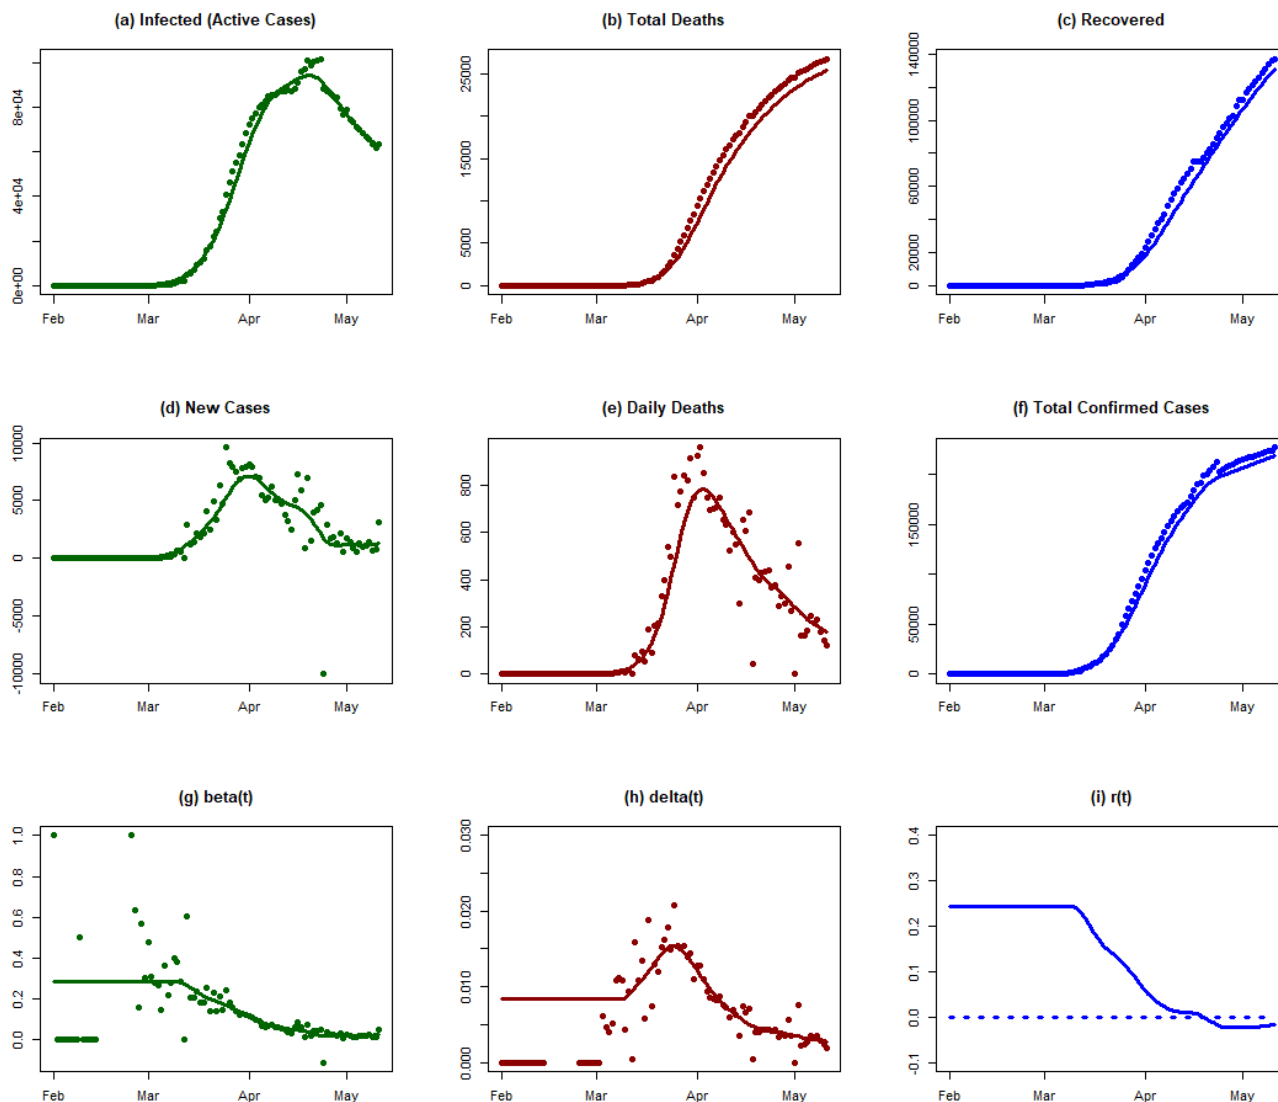 (a) Infected (Active Cases)
0e+00
4e+04
8e+04
Feb
Mar
Apr
May
(b) Total Deaths
0
5000
15000
25000
Feb
Mar
Apr
May
(c) Recovered
0
20000
60000
100000
140000
Feb
Mar
Apr
May
(d) New Cases
-10000
-5000
0
5000
10000
Feb
Mar
Apr
May
(e) Daily Deaths
0
200
400
600
800
Feb
Mar
Apr
May
(f) Total Confirmed Cases
0
50000
150000
Feb
Mar
Apr
May
(g) beta(t)
0.0
0.2
0.4
0.6
0.8
1.0
Feb
Mar
Apr
May
(h) delta(t)
0.000
0.010
0.020
0.030
Feb
Mar
Apr
May
(i) r(t)
-0.1
0.0
0.1
0.2
0.3
0.4
Feb
Mar
Apr
May